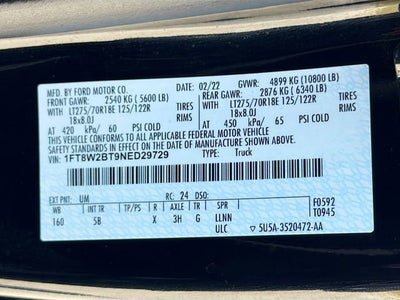 MFD. BY FORD MOTOR CO. 02/22 GVWR: 4899 KG (10800 LB)
FRONT GAWR: 2540 KG ( 5600 LB) REAR GAWR: 2876 KG ( 6340 LB)
WITH LT275/70R18E 125/122R TIRES WITH LT275/70R18E 125/122R TIRES
18x8.0J RIMS 18x8.0J RIMS
AT 420 kPa/ 60 PSI COLD AT 450 kPa/ 65 PSI COLD
THIS VEHICLE CONFORMS TO ALL APPLICABLE FEDERAL MOTOR VEHICLE
SAFETY STANDARDS IN EFFECT ON THE DATE OF MANUFACTURE SHOWN ABOVE.
VIN: 1FT8W2BT9NED29729 TYPE: Truck
EXT PNT: UM RC: 24 DSO: F0592
WB INT TR TP/PS R AXLE TR SPR T0945
160 5B X 3H G LLNN
ULC 5U5A-3520472-AA